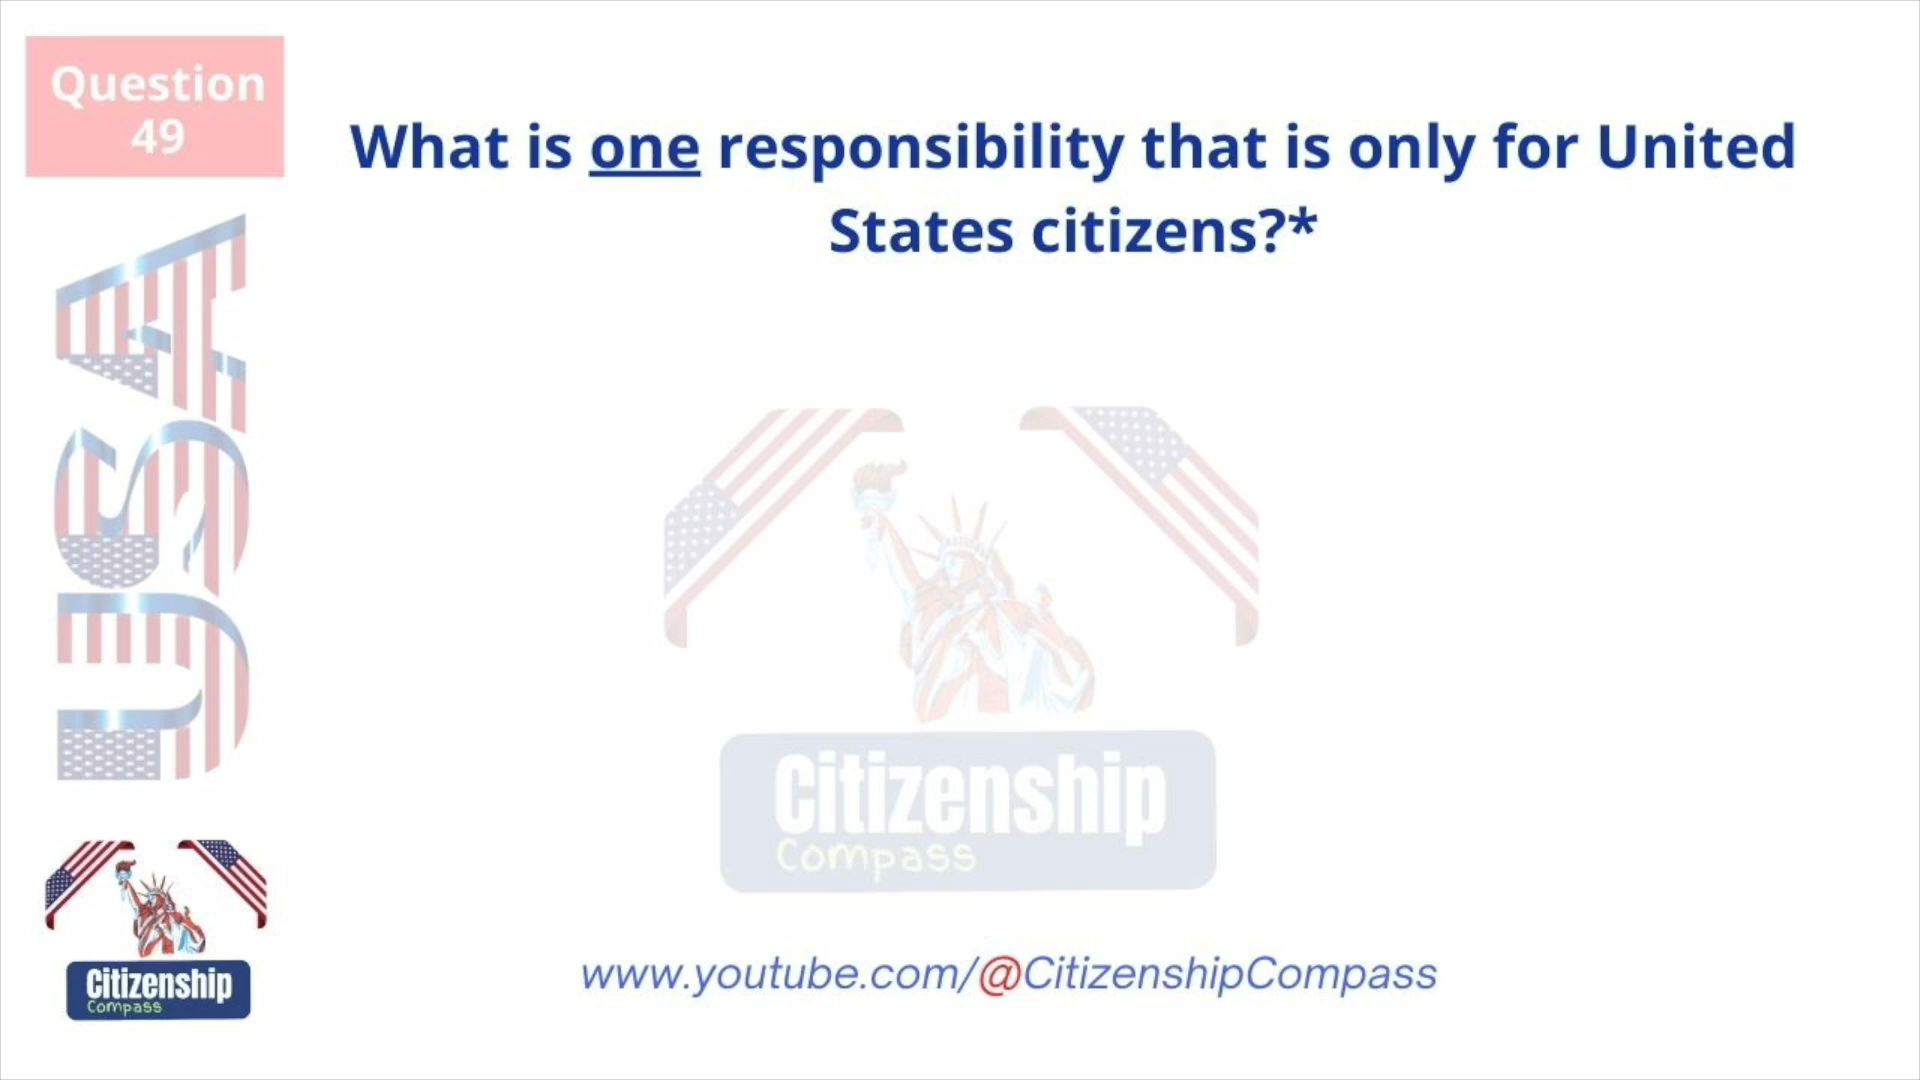 Question
49
What is one responsibility that is only for United
States citizens?*
USA
Citizenship
Compass
Citizenship
Compass
www.youtube.com/@CitizenshipCompass